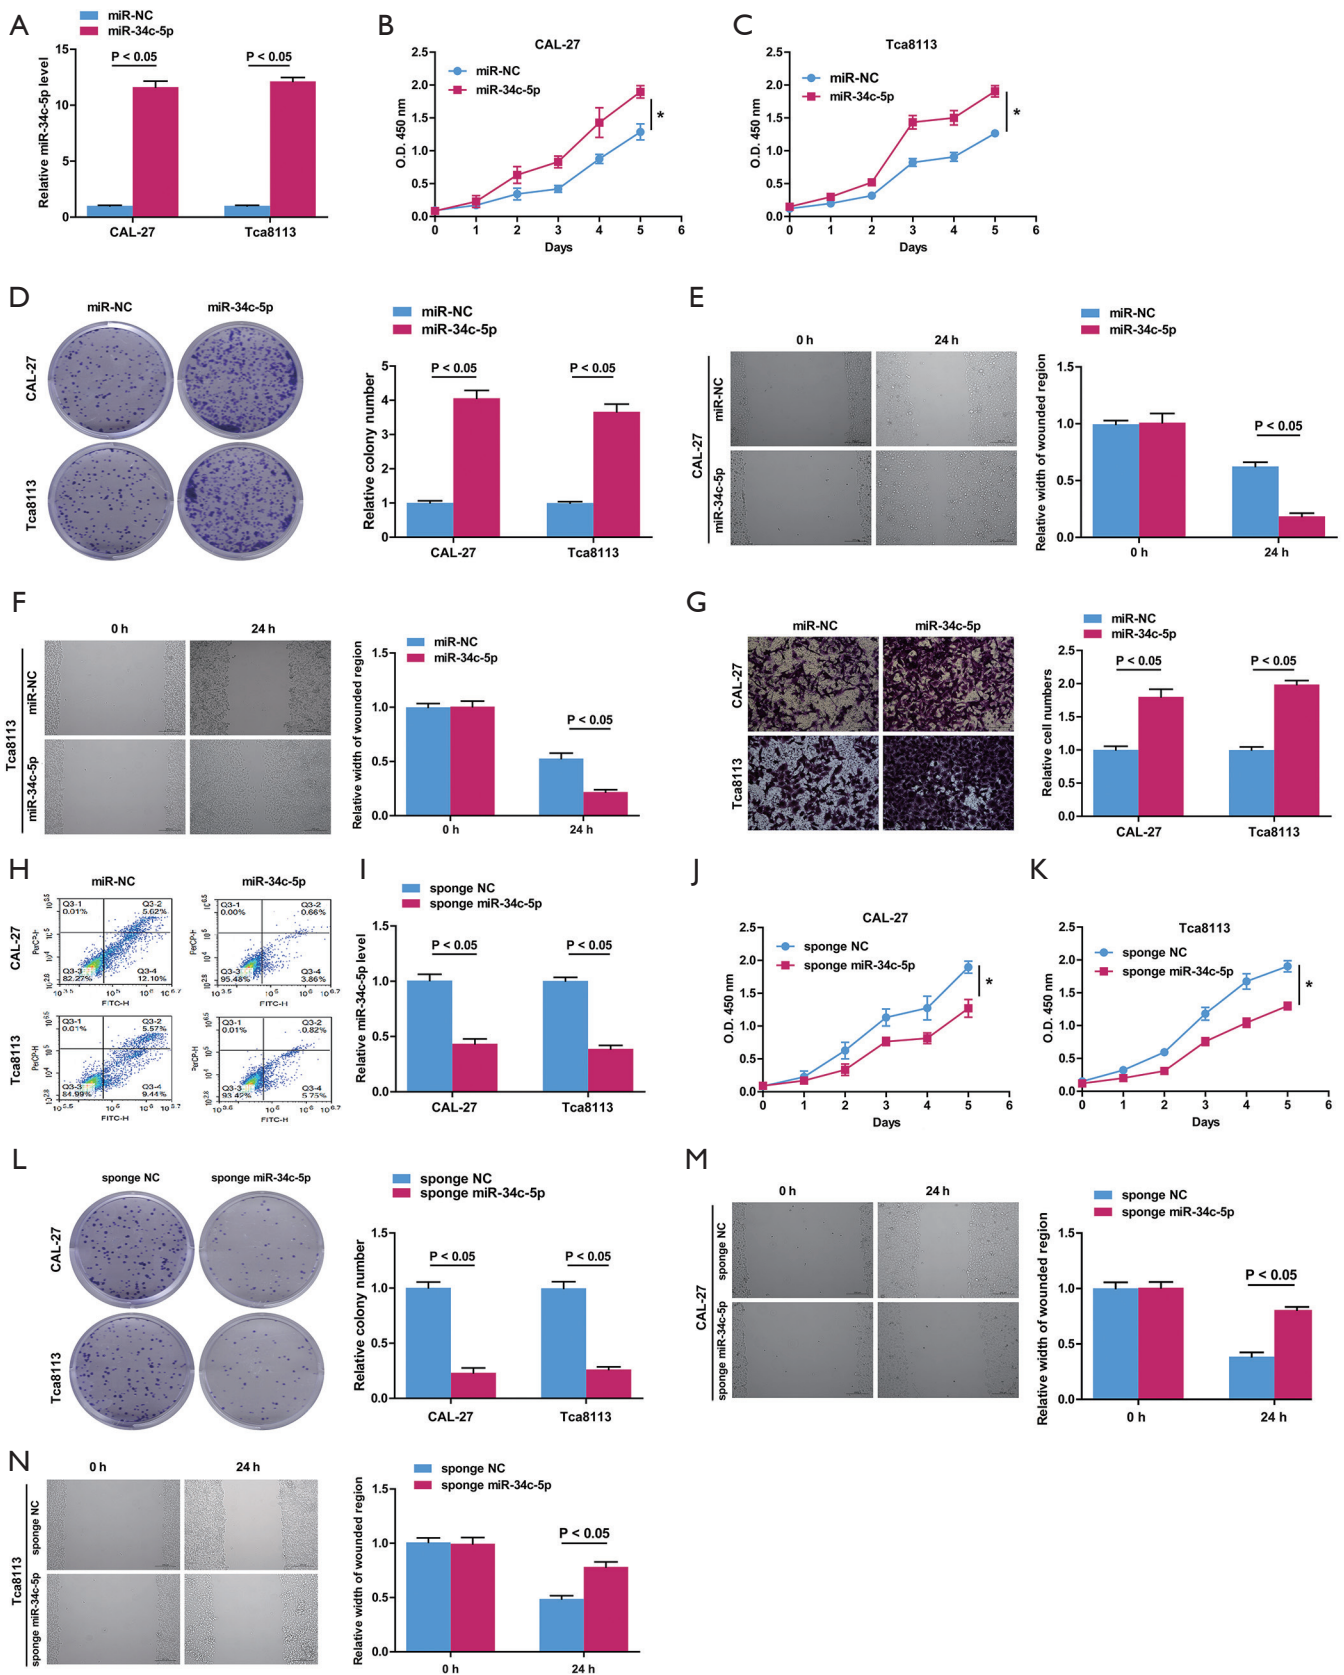 A
miR-NC
miR-34c-5p
Relative miR-34c-5p level
15
10
5
0
P < 0.05
P < 0.05
CAL-27
Tca8113
B
CAL-27
miR-NC
miR-34c-5p
O.D. 450 nm
2.5
2.0
1.5
1.0
0.5
0.0
*
0 1 2 3 4 5 6
Days
C
Tca8113
miR-NC
miR-34c-5p
O.D. 450 nm
2.5
2.0
1.5
1.0
0.5
0.0
*
0 1 2 3 4 5 6
Days
D
miR-NC
miR-34c-5p
CAL-27
Tca8113
miR-NC
miR-34c-5p
Relative colony number
5
4
3
2
1
0
P < 0.05
P < 0.05
CAL-27
Tca8113
E
0 h
24 h
CAL-27
miR-NC
miR-34c-5p
miR-NC
miR-34c-5p
Relative width of wounded region
1.5
1.0
0.5
0.0
P < 0.05
0 h
24 h
F
0 h
24 h
Tca8113
miR-NC
miR-34c-5p
miR-NC
miR-34c-5p
Relative width of wounded region
1.5
1.0
0.5
0.0
P < 0.05
0 h
24 h
G
miR-NC
miR-34c-5p
CAL-27
Tca8113
miR-NC
miR-34c-5p
Relative cell numbers
2.5
2.0
1.5
1.0
0.5
0.0
P < 0.05
P < 0.05
CAL-27
Tca8113
H
miR-NC
miR-34c-5p
CAL-27
Tca8113
Q3-1
0.01%
Q3-2
5.62%
Q3-3
82.27%
Q3-4
12.10%
PerCP-H
FITC-H
Q3-1
0.00%
Q3-2
0.66%
Q3-3
95.48%
Q3-4
3.86%
PerCP-H
FITC-H
Q3-1
0.01%
Q3-2
5.57%
Q3-3
84.99%
Q3-4
9.44%
PerCP-H
FITC-H
Q3-1
0.01%
Q3-2
0.82%
Q3-3
93.42%
Q3-4
5.75%
PerCP-H
FITC-H
I
sponge NC
sponge miR-34c-5p
Relative miR-34c-5p level
1.5
1.0
0.5
0.0
P < 0.05
P < 0.05
CAL-27
Tca8113
J
CAL-27
sponge NC
sponge miR-34c-5p
O.D. 450 nm
2.5
2.0
1.5
1.0
0.5
0.0
*
0 1 2 3 4 5 6
Days
K
Tca8113
sponge NC
sponge miR-34c-5p
O.D. 450 nm
2.5
2.0
1.5
1.0
0.5
0.0
*
0 1 2 3 4 5 6
Days
L
sponge NC
sponge miR-34c-5p
CAL-27
Tca8113
sponge NC
sponge miR-34c-5p
Relative colony number
1.5
1.0
0.5
0.0
P < 0.05
P < 0.05
CAL-27
Tca8113
M
0 h
24 h
CAL-27
sponge NC
sponge miR-34c-5p
sponge NC
sponge miR-34c-5p
Relative width of wounded region
1.5
1.0
0.5
0.0
P < 0.05
0 h
24 h
N
0 h
24 h
Tca8113
sponge NC
sponge miR-34c-5p
sponge NC
sponge miR-34c-5p
Relative width of wounded region
1.5
1.0
0.5
0.0
P < 0.05
0 h
24 h